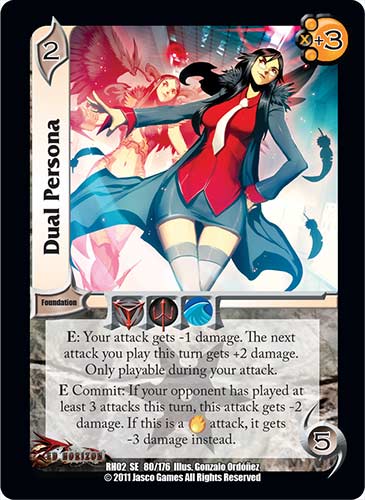 2
X +3
Dual Persona
Foundation
E: Your attack gets -1 damage. The next
attack you play this turn gets +2 damage.
Only playable during your attack.
E Commit: If your opponent has played at
least 3 attacks this turn, this attack gets -2
damage. If this is a attack, it gets
-3 damage instead.
5
RED HORIZON
RH02 SE 80/176 Illus. Gonzalo Ordóñez
© 2011 Jasco Games All Rights Reserved